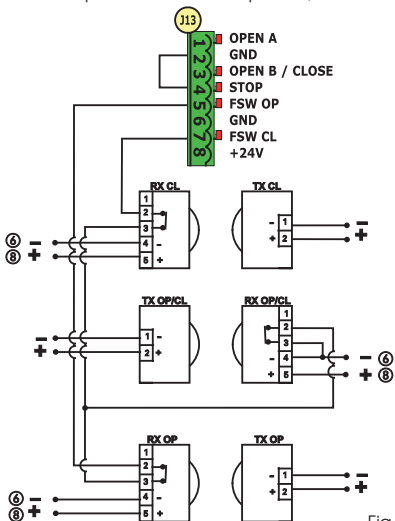 J13
1 OPEN A
2 GND
3 OPEN B / CLOSE
4 STOP
5 FSW OP
6 GND
7 FSW CL
8 +24V
RX CL
1
2
3
4 -
5 +
⑥ -
⑧ +
TX CL
- 1
+ 2
-
+
TX OP/CL
1 -
2 +
-
+
RX OP/CL
1
2
3
- 4
+ 5
- ⑥
+ ⑧
RX OP
1
2
3
4 -
5 +
⑥ -
⑧ +
TX OP
- 1
+ 2
-
+
Fig